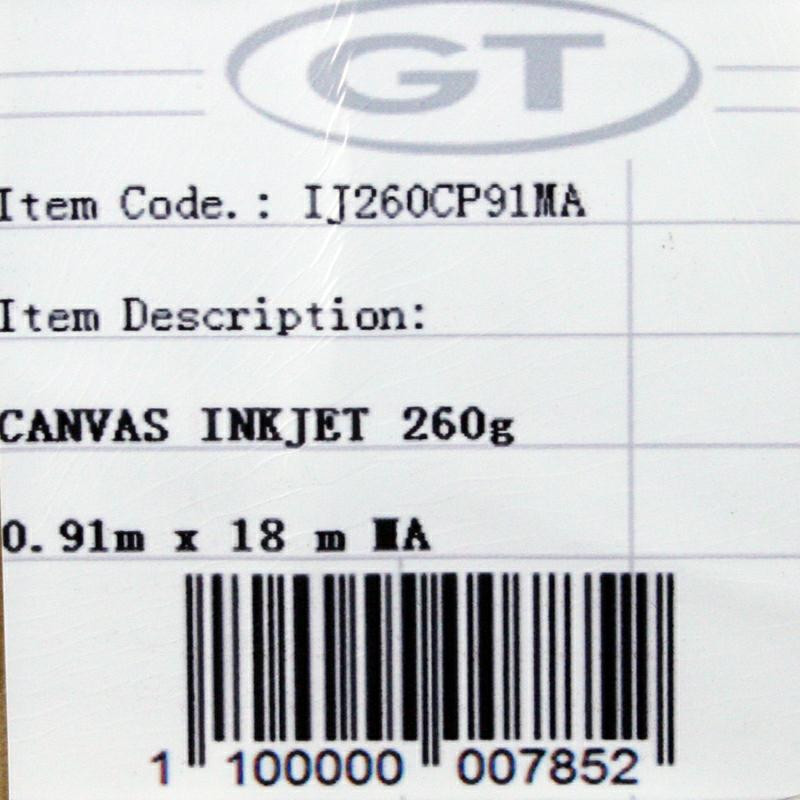 GT
Item Code.: IJ260CP91MA
Item Description:
CANVAS INKJET 260g
0.91m x 18 m MA
1 100000 007852